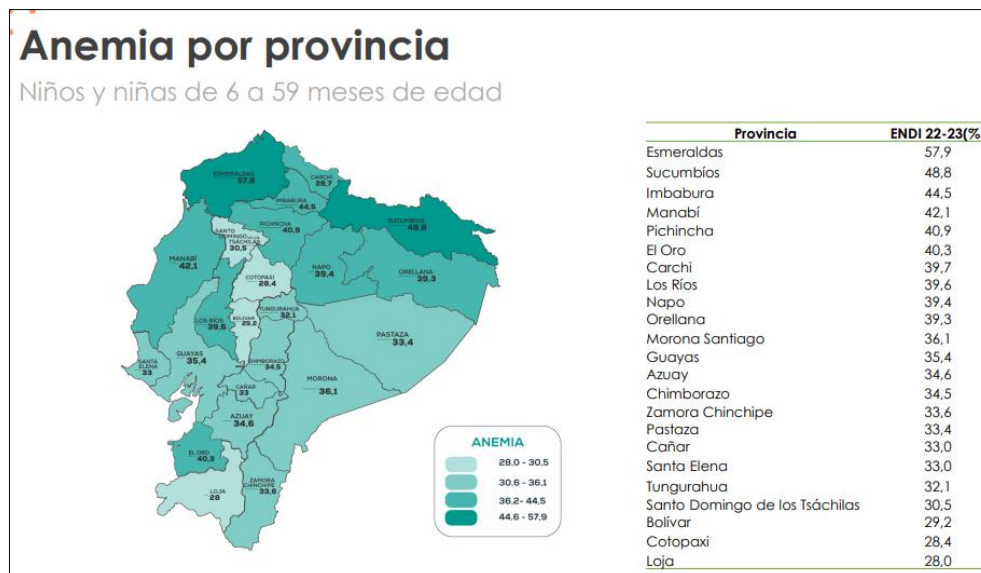 Anemia por provincia
Niños y niñas de 6 a 59 meses de edad
ESMERALDAS
57,9
CARCHI
39,7
IMBABURA
44,5
SUCUMBÍOS
48,8
PICHINCHA
40,9
SANTO
DOMINGO DE LOS
TSÁCHILAS
30,5
MANABÍ
42,1
NAPO
39,4
ORELLANA
39,3
COTOPAXI
28,4
TUNGURAHUA
32,1
LOS RÍOS
39,6
BOLÍVAR
29,2
PASTAZA
33,4
GUAYAS
35,4
SANTA
ELENA
33
CHIMBORAZO
34,5
MORONA
36,1
CAÑAR
33
AZUAY
34,6
EL ORO
40,3
LOJA
28
ZAMORA
CHINCHIPE
33,6
ANEMIA
28,0 - 30,5
30,6 - 36,1
36,2- 44,5
44,6 - 57,9
Provincia ENDI 22-23(%
Esmeraldas 57,9
Sucumbíos 48,8
Imbabura 44,5
Manabí 42,1
Pichincha 40,9
El Oro 40,3
Carchi 39,7
Los Ríos 39,6
Napo 39,4
Orellana 39,3
Morona Santiago 36,1
Guayas 35,4
Azuay 34,6
Chimborazo 34,5
Zamora Chinchipe 33,6
Pastaza 33,4
Cañar 33,0
Santa Elena 33,0
Tungurahua 32,1
Santo Domingo de los Tsáchilas 30,5
Bolívar 29,2
Cotopaxi 28,4
Loja 28,0